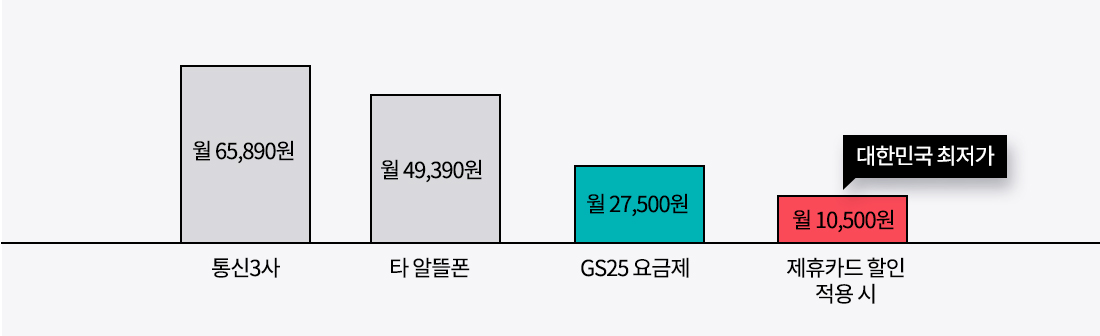 월 65,890원
월 49,390원
월 27,500원
대한민국 최저가
월 10,500원
통신3사
타 알뜰폰
GS25 요금제
제휴카드 할인
적용 시